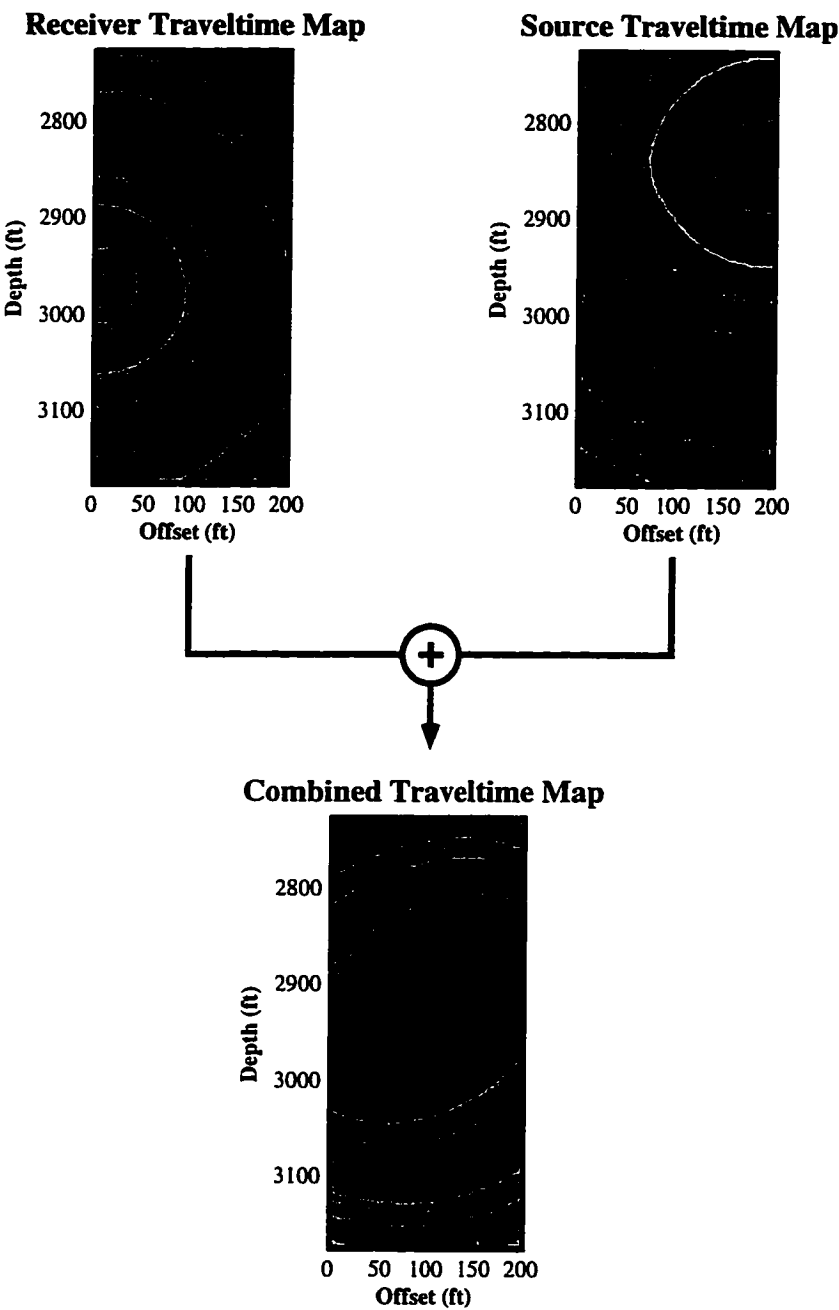 Receiver Traveltime Map
Source Traveltime Map
2800
2900
3000
3100
Depth (ft)
0 50 100 150 200
Offset (ft)
2800
2900
3000
3100
Depth (ft)
0 50 100 150 200
Offset (ft)
+
Combined Traveltime Map
2800
2900
3000
3100
Depth (ft)
0 50 100 150 200
Offset (ft)